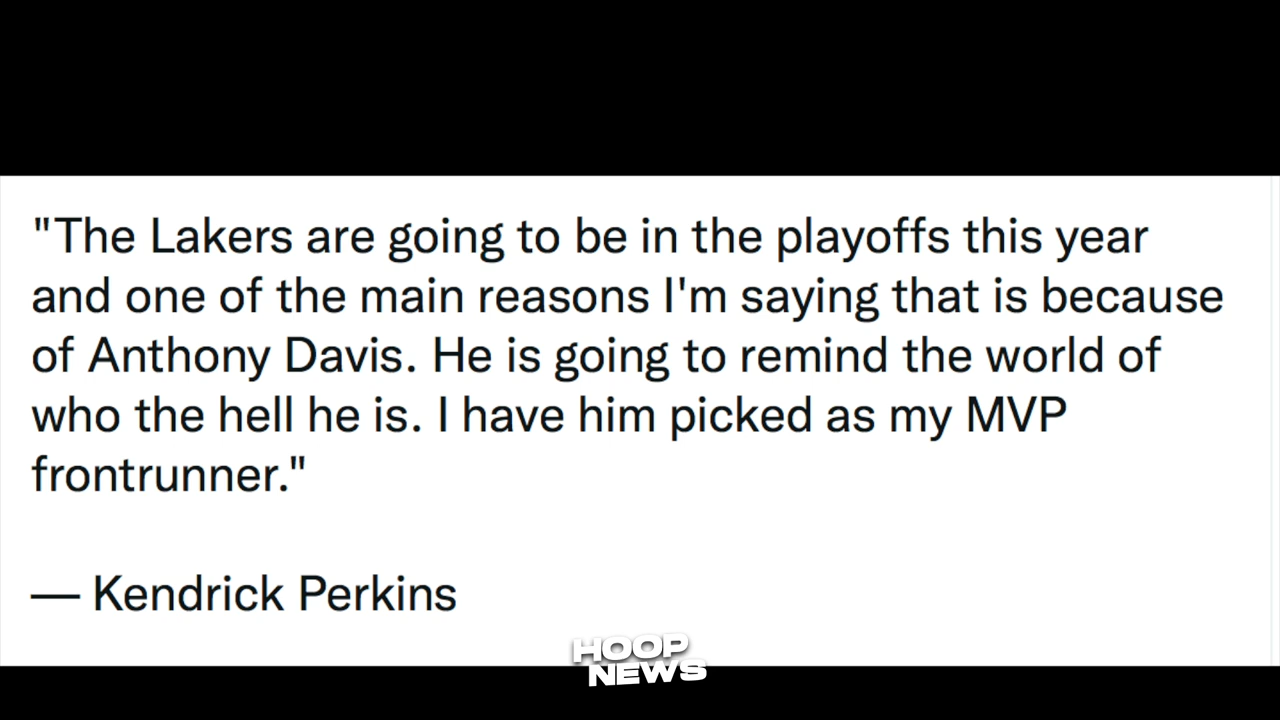 "The Lakers are going to be in the playoffs this year
and one of the main reasons I'm saying that is because
of Anthony Davis. He is going to remind the world of
who the hell he is. I have him picked as my MVP
frontrunner."
— Kendrick Perkins
HOOP
NEWS